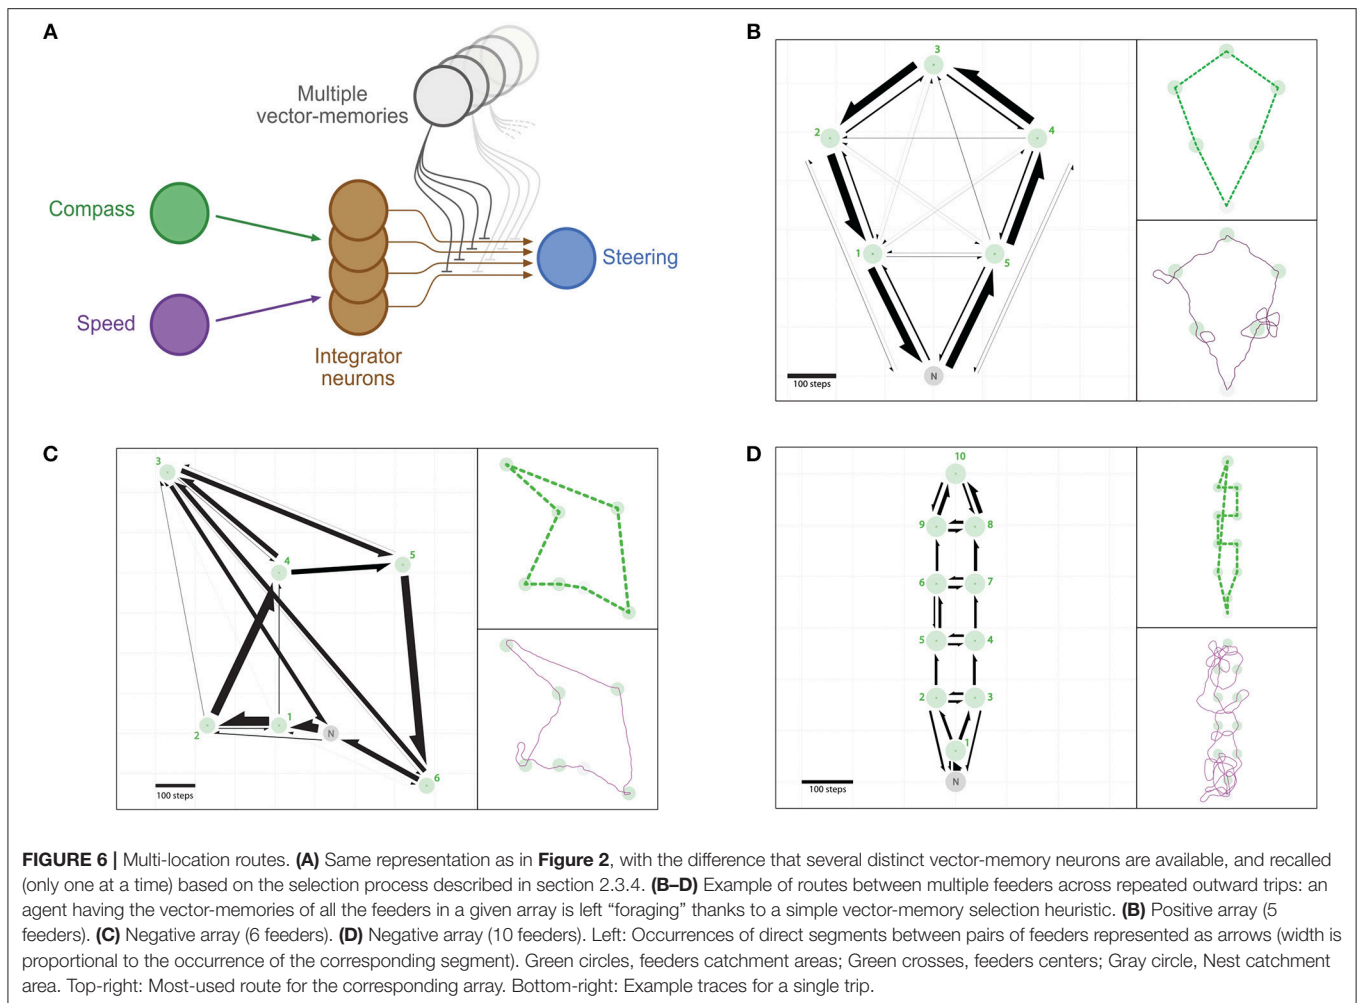 A
Multiple
vector-memories
Compass
Speed
Integrator
neurons
Steering
B
3
2
4
1
5
N
100 steps
C
3
4
5
2
1
N
6
100 steps
D
10
9
8
6
7
5
4
2
3
1
N
100 steps
FIGURE 6 | Multi-location routes. (A) Same representation as in Figure 2, with the difference that several distinct vector-memory neurons are available, and recalled
(only one at a time) based on the selection process described in section 2.3.4. (B–D) Example of routes between multiple feeders across repeated outward trips: an
agent having the vector-memories of all the feeders in a given array is left “foraging” thanks to a simple vector-memory selection heuristic. (B) Positive array (5
feeders). (C) Negative array (6 feeders). (D) Negative array (10 feeders). Left: Occurrences of direct segments between pairs of feeders represented as arrows (width is
proportional to the occurrence of the corresponding segment). Green circles, feeders catchment areas; Green crosses, feeders centers; Gray circle, Nest catchment
area. Top-right: Most-used route for the corresponding array. Bottom-right: Example traces for a single trip.